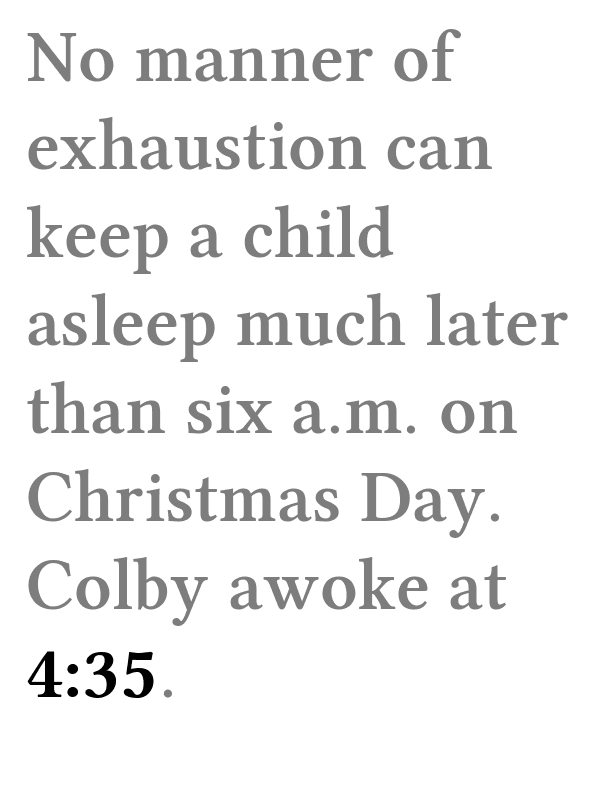 No manner of
exhaustion can
keep a child
asleep much later
than six a.m. on
Christmas Day.
Colby awoke at
4:35.